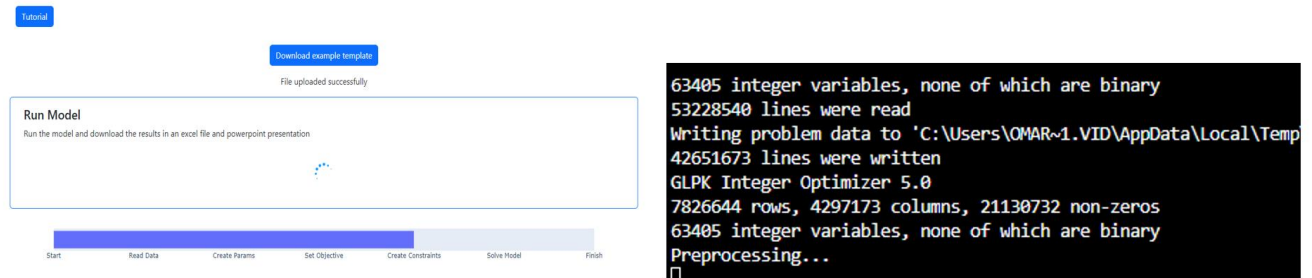 Tutorial
Download example template
File uploaded successfully
Run Model
Run the model and download the results in an excel file and powerpoint presentation
Start Read Data Create Params Set Objective Create Constraints Solve Model Finish
63405 integer variables, none of which are binary
53228540 lines were read
Writing problem data to 'C:\Users\OMAR~1.VID\AppData\Local\Temp
42651673 lines were written
GLPK Integer Optimizer 5.0
7826644 rows, 4297173 columns, 21130732 non-zeros
63405 integer variables, none of which are binary
Preprocessing...